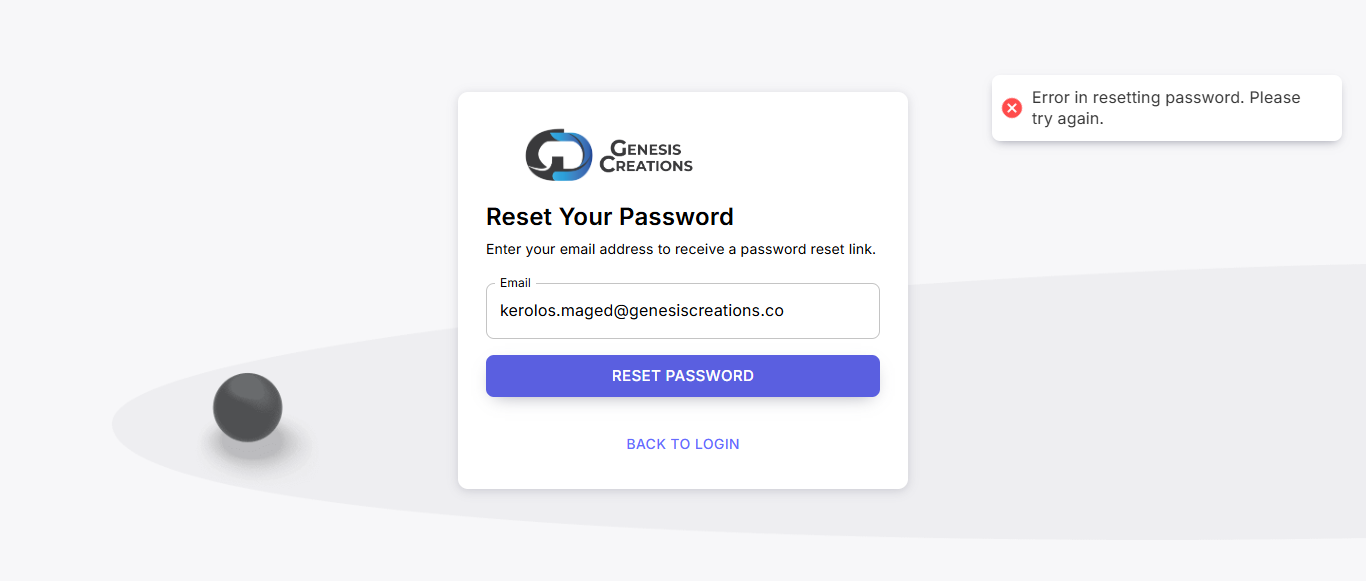 GENESIS
CREATIONS
Error in resetting password. Please
try again.
Reset Your Password
Enter your email address to receive a password reset link.
Email
kerolos.maged@genesiscreations.co
RESET PASSWORD
BACK TO LOGIN